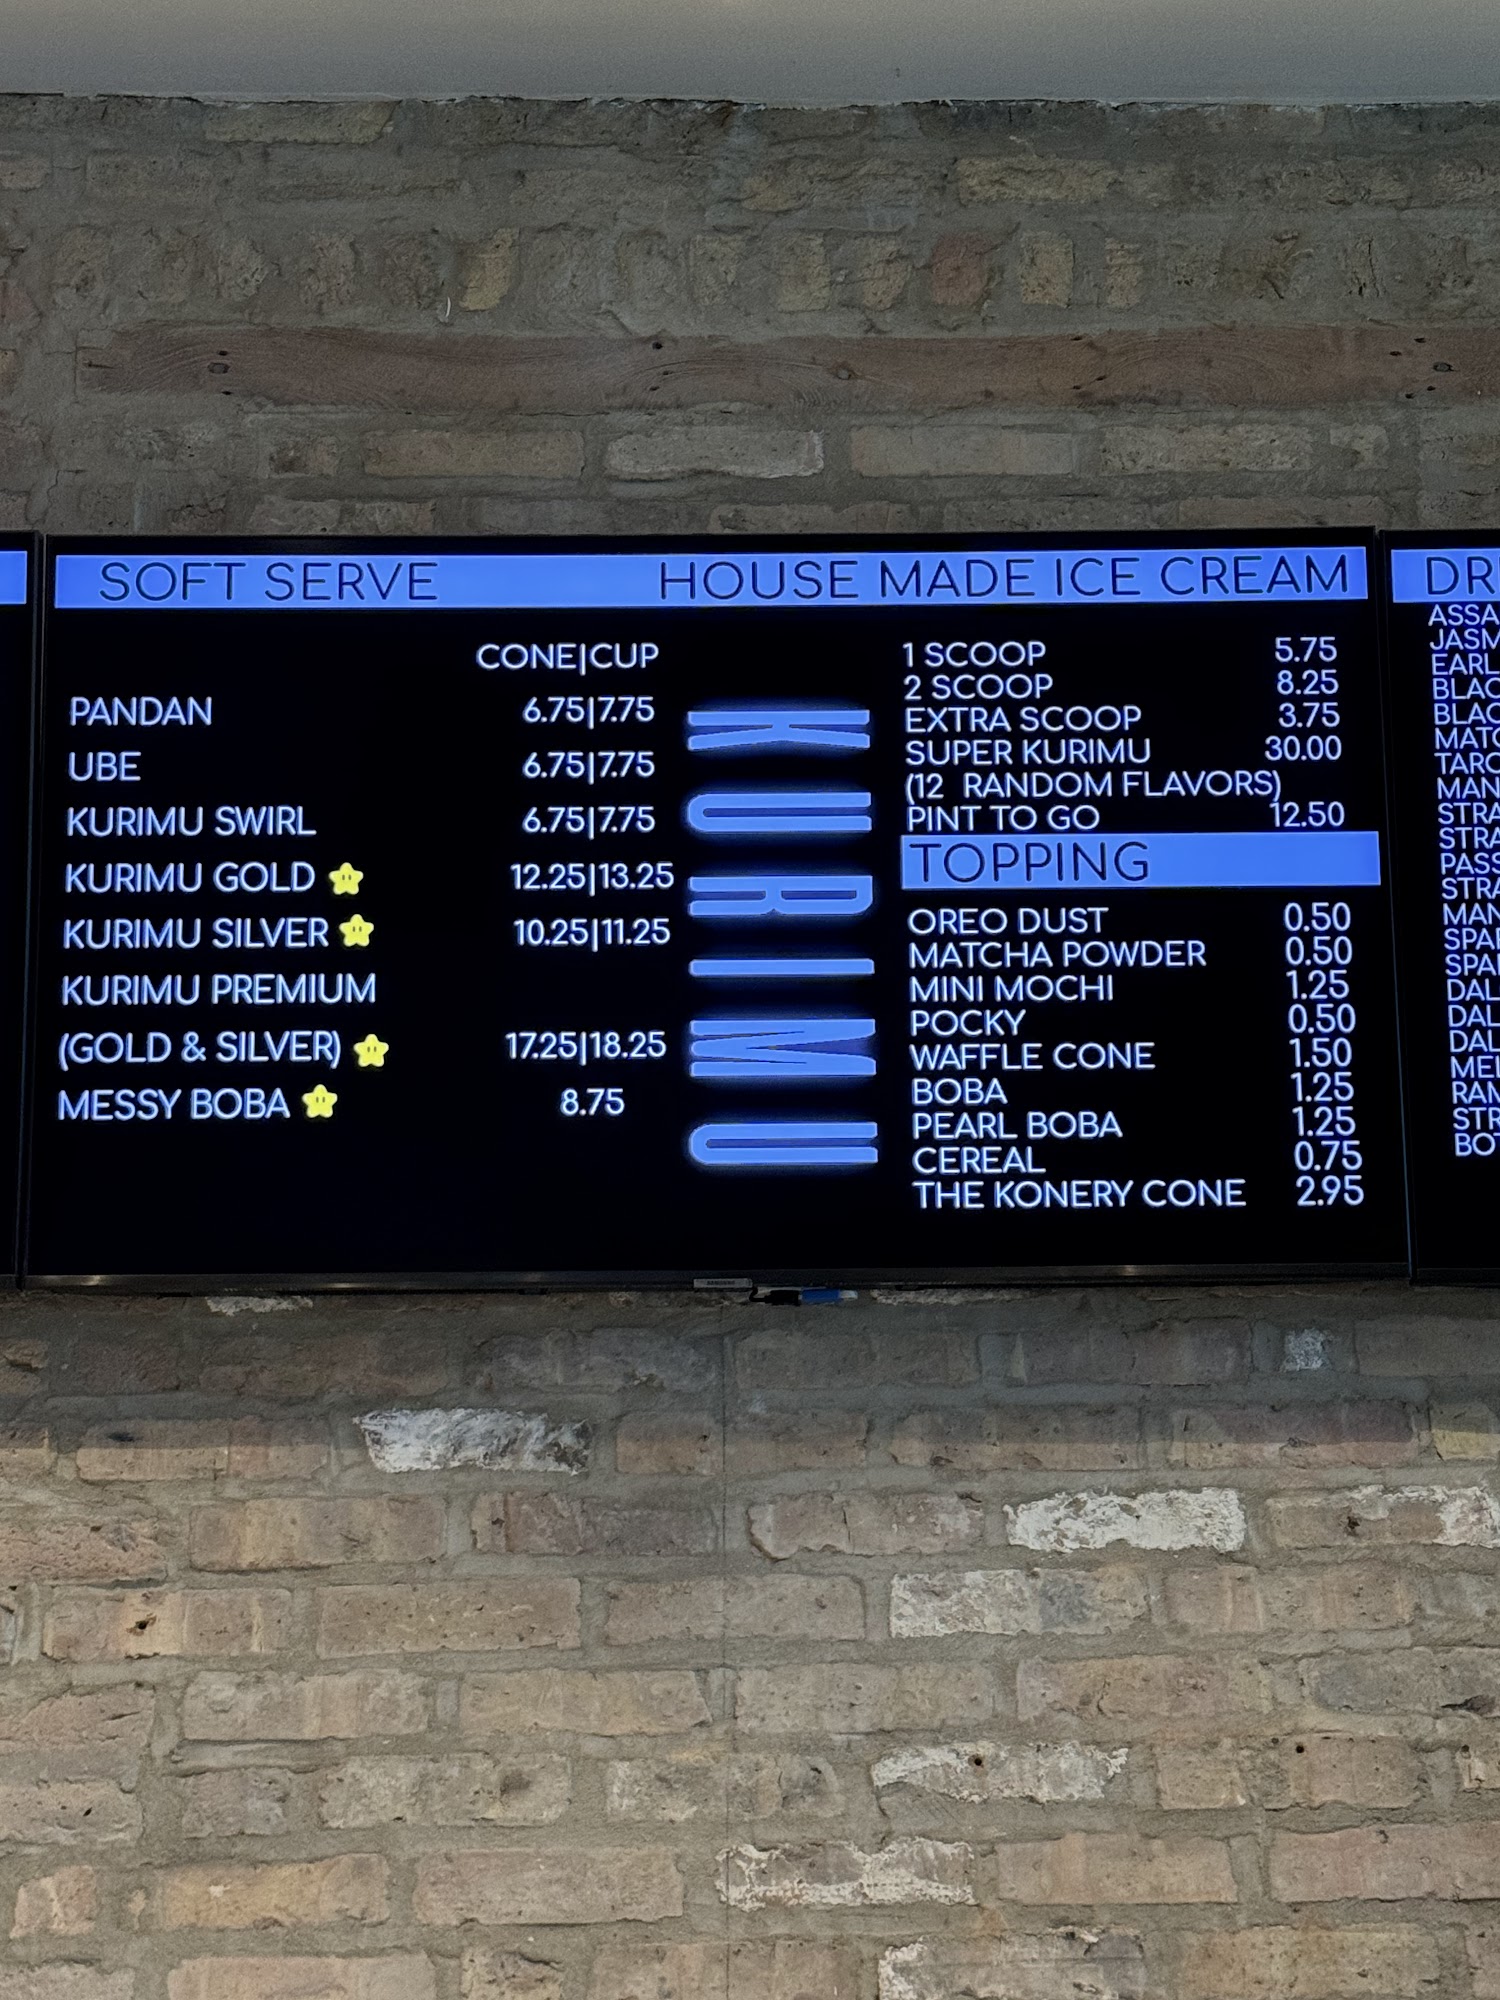 SOFT SERVE
CONE|CUP
PANDAN 6.75|7.75
UBE 6.75|7.75
KURIMU SWIRL 6.75|7.75
KURIMU GOLD 12.25|13.25
KURIMU SILVER 10.25|11.25
KURIMU PREMIUM
(GOLD & SILVER) 17.25|18.25
MESSY BOBA 8.75
KURIMU
HOUSE MADE ICE CREAM
1 SCOOP 5.75
2 SCOOP 8.25
EXTRA SCOOP 3.75
SUPER KURIMU 30.00
(12 RANDOM FLAVORS)
PINT TO GO 12.50
TOPPING
OREO DUST 0.50
MATCHA POWDER 0.50
MINI MOCHI 1.25
POCKY 0.50
WAFFLE CONE 1.50
BOBA 1.25
PEARL BOBA 1.25
CEREAL 0.75
THE KONERY CONE 2.95
SAMSUNG